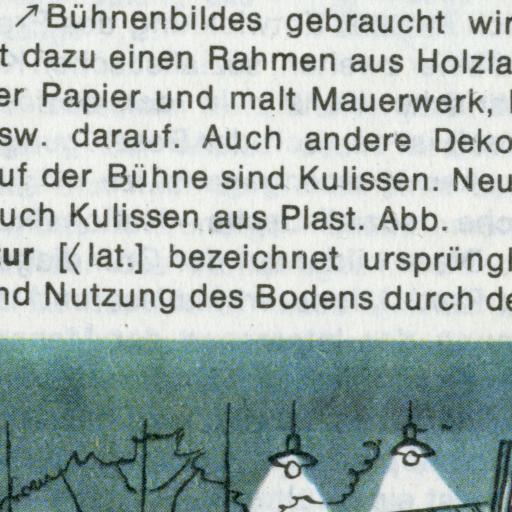 ↗Bühnenbildes gebraucht wir
t dazu einen Rahmen aus Holzla
er Papier und malt Mauerwerk,
sw. darauf. Auch andere Deko
uf der Bühne sind Kulissen. Neu
uch Kulissen aus Plast. Abb.
tur [⟨lat.] bezeichnet ursprüngl
nd Nutzung des Bodens durch de